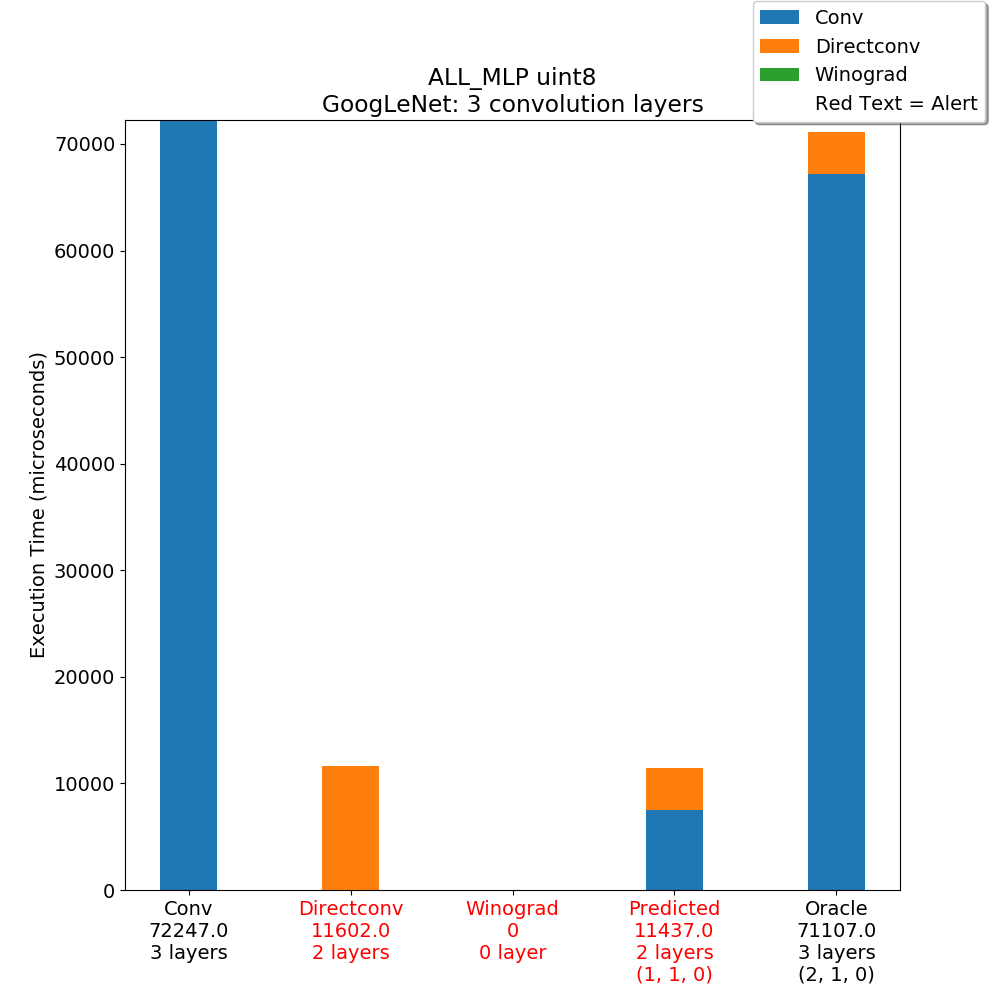 Conv
Directconv
Winograd
Red Text = Alert
ALL_MLP uint8
GoogLeNet: 3 convolution layers
Execution Time (microseconds)
70000
60000
50000
40000
30000
20000
10000
0
Conv
72247.0
3 layers
Directconv
11602.0
2 layers
Winograd
0
0 layer
Predicted
11437.0
2 layers
(1, 1, 0)
Oracle
71107.0
3 layers
(2, 1, 0)